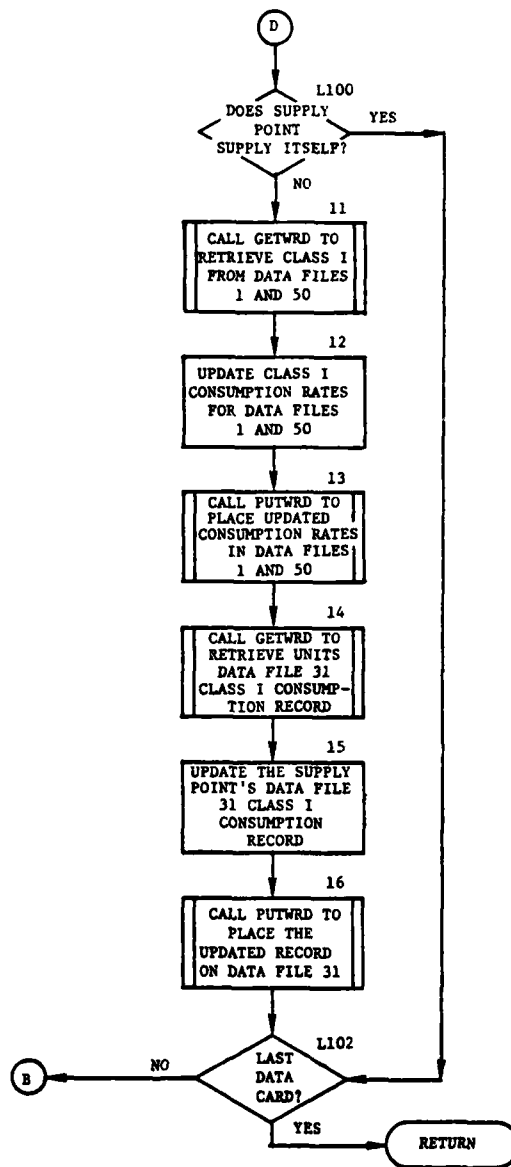 D
L100
DOES SUPPLY
POINT
SUPPLY ITSELF?
YES
NO
11
CALL GETWRD TO
RETRIEVE CLASS I
FROM DATA FILES
1 AND 50
12
UPDATE CLASS I
CONSUMPTION RATES
FOR DATA FILES
1 AND 50
13
CALL PUTWRD TO
PLACE UPDATED
CONSUMPTION RATES
IN DATA FILES
1 AND 50
14
CALL GETWRD TO
RETRIEVE UNITS
DATA FILE 31
CLASS I CONSUMP-
TION RECORD
15
UPDATE THE SUPPLY
POINT'S DATA FILE
31 CLASS I
CONSUMPTION
RECORD
16
CALL PUTWRD TO
PLACE THE
UPDATED RECORD
ON DATA FILE 31
L102
LAST
DATA
CARD?
NO
B
YES
RETURN